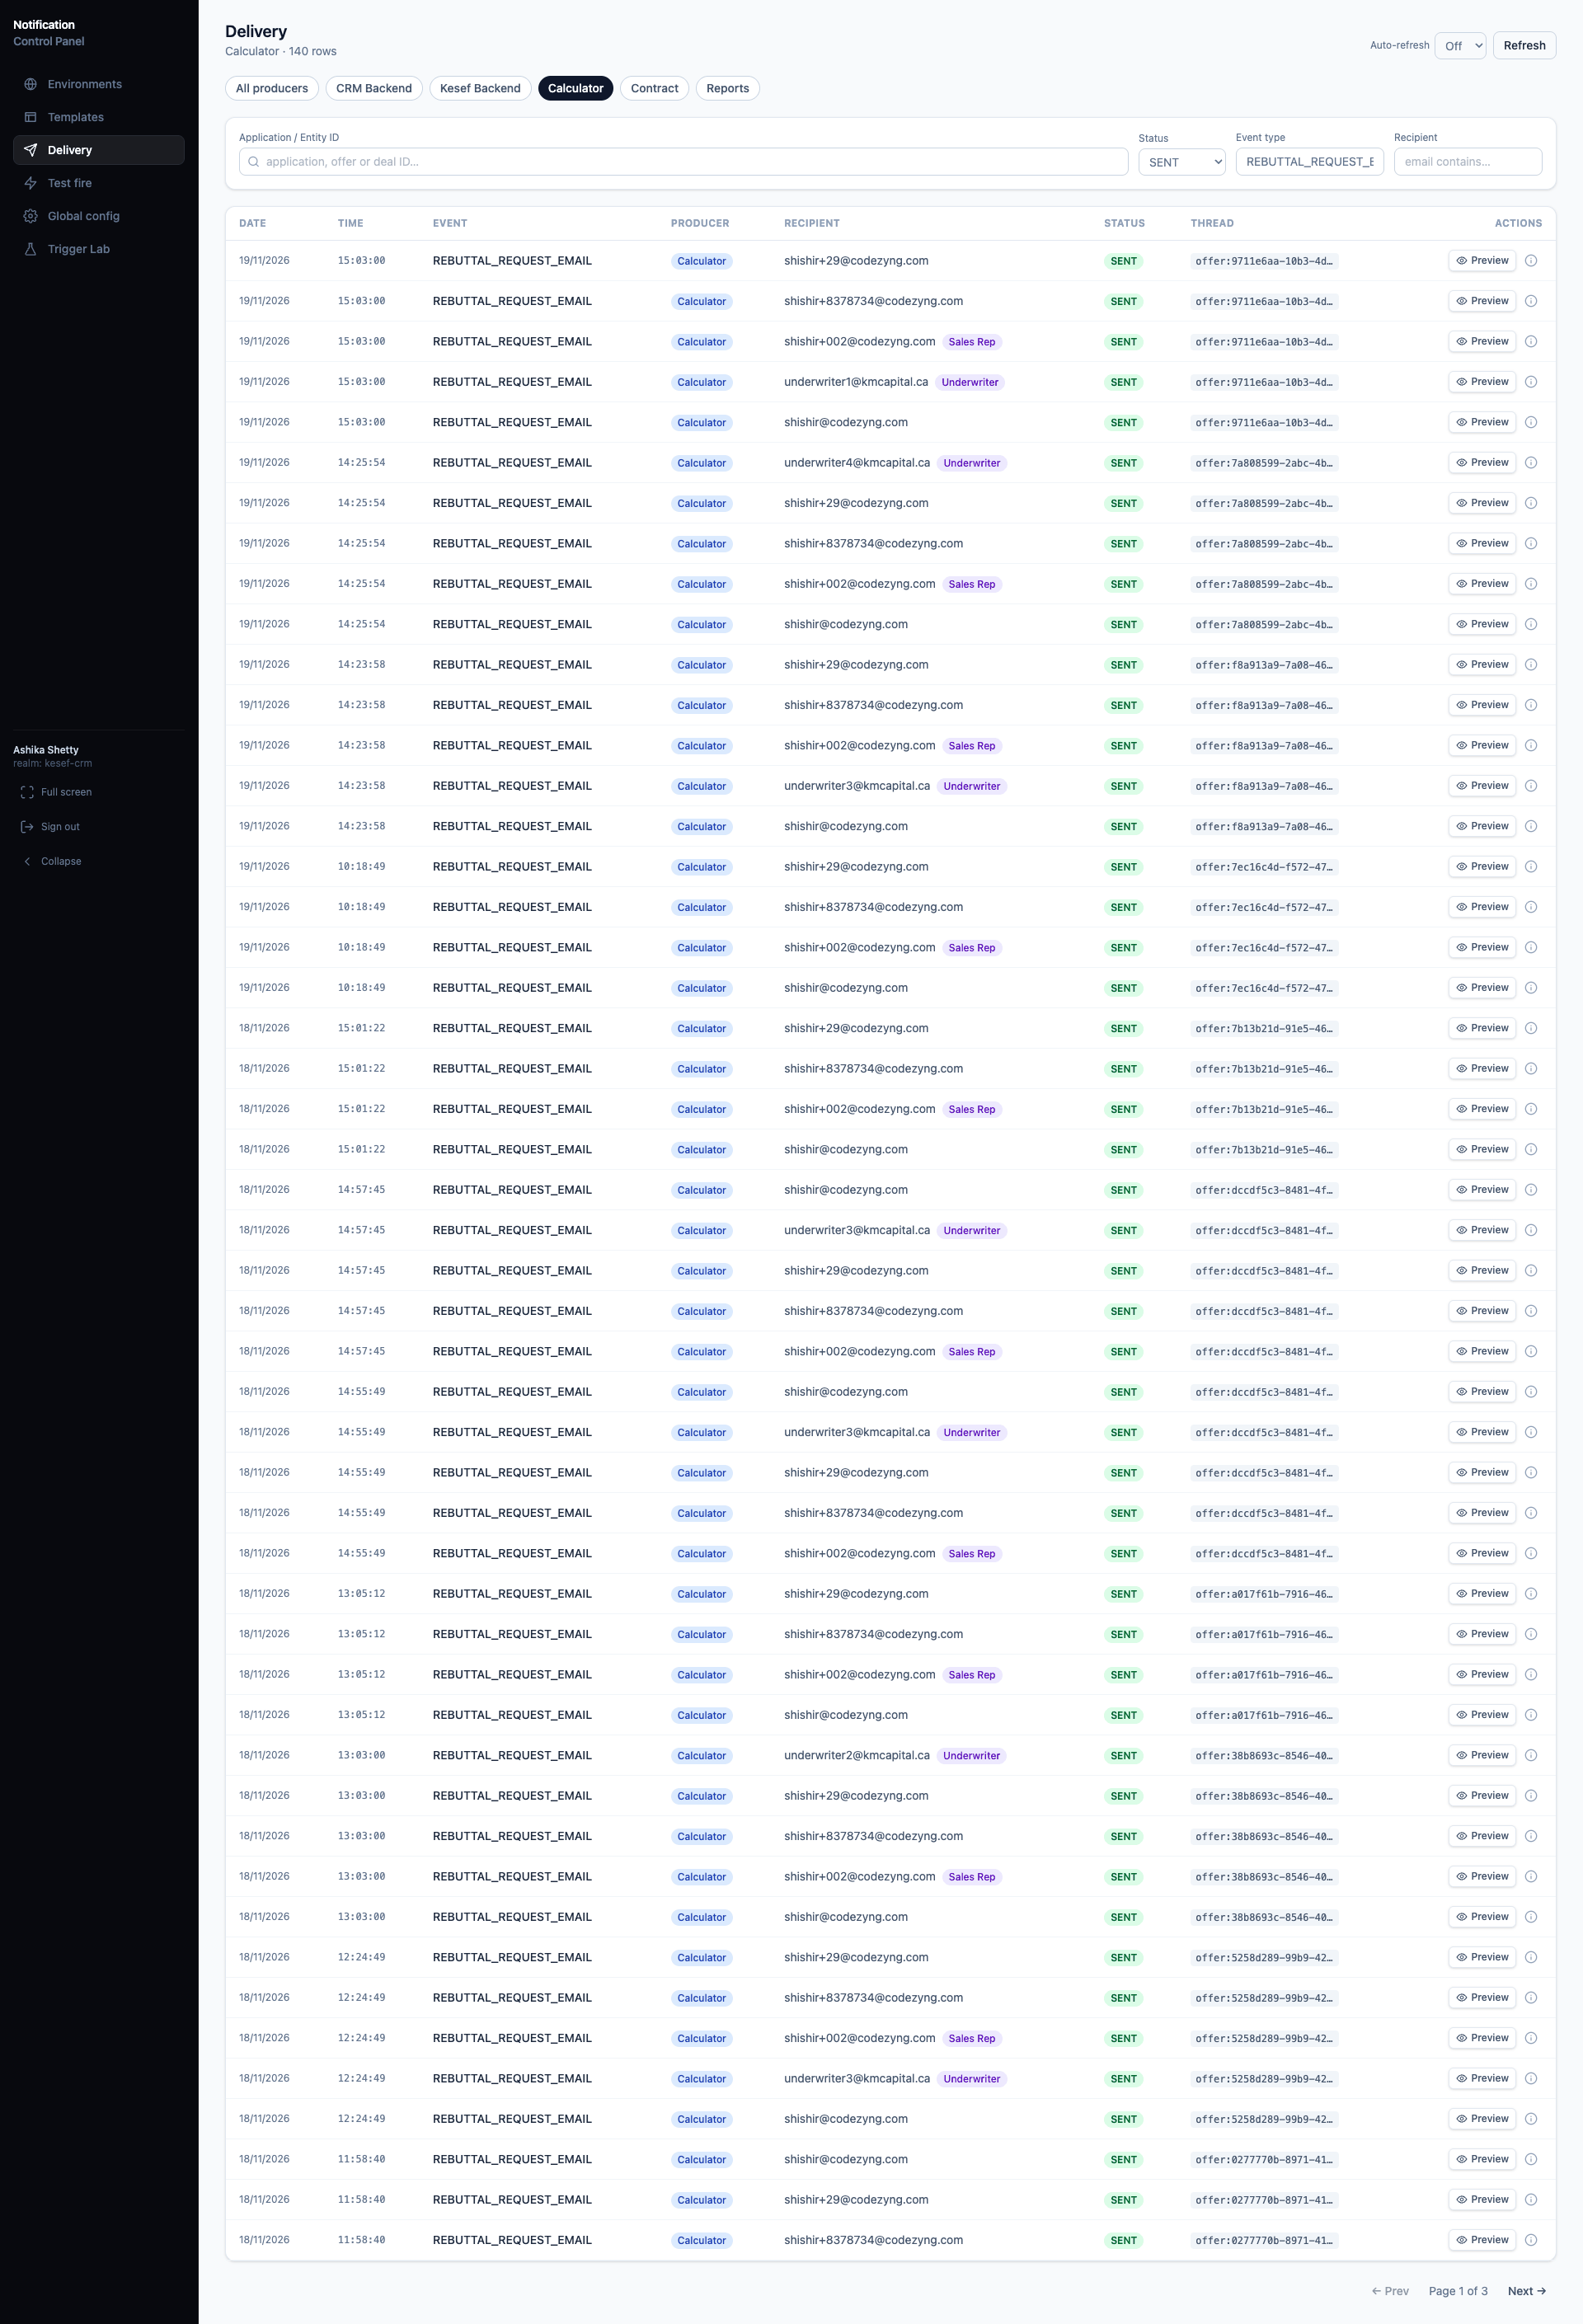 Notification
Control Panel
Environments
Templates
Delivery
Test fire
Global config
Trigger Lab
Ashika Shetty
realm: kesef-crm
Full screen
Sign out
Collapse
Delivery
Calculator · 140 rows
Auto-refresh Off Refresh
All producers CRM Backend Kesef Backend Calculator Contract Reports
Application / Entity ID Status Event type Recipient
application, offer or deal ID... SENT REBUTTAL_REQUEST_E email contains...
DATE TIME EVENT PRODUCER RECIPIENT STATUS THREAD ACTIONS
19/11/2026 15:03:00 REBUTTAL_REQUEST_EMAIL Calculator shishir+29@codezyng.com SENT offer:9711e6aa-10b3-4d… Preview
19/11/2026 15:03:00 REBUTTAL_REQUEST_EMAIL Calculator shishir+8378734@codezyng.com SENT offer:9711e6aa-10b3-4d… Preview
19/11/2026 15:03:00 REBUTTAL_REQUEST_EMAIL Calculator shishir+002@codezyng.com Sales Rep SENT offer:9711e6aa-10b3-4d… Preview
19/11/2026 15:03:00 REBUTTAL_REQUEST_EMAIL Calculator underwriter1@kmcapital.ca Underwriter SENT offer:9711e6aa-10b3-4d… Preview
19/11/2026 15:03:00 REBUTTAL_REQUEST_EMAIL Calculator shishir@codezyng.com SENT offer:9711e6aa-10b3-4d… Preview
19/11/2026 14:25:54 REBUTTAL_REQUEST_EMAIL Calculator underwriter4@kmcapital.ca Underwriter SENT offer:7a808599-2abc-4b… Preview
19/11/2026 14:25:54 REBUTTAL_REQUEST_EMAIL Calculator shishir+29@codezyng.com SENT offer:7a808599-2abc-4b… Preview
19/11/2026 14:25:54 REBUTTAL_REQUEST_EMAIL Calculator shishir+8378734@codezyng.com SENT offer:7a808599-2abc-4b… Preview
19/11/2026 14:25:54 REBUTTAL_REQUEST_EMAIL Calculator shishir+002@codezyng.com Sales Rep SENT offer:7a808599-2abc-4b… Preview
19/11/2026 14:25:54 REBUTTAL_REQUEST_EMAIL Calculator shishir@codezyng.com SENT offer:7a808599-2abc-4b… Preview
19/11/2026 14:23:58 REBUTTAL_REQUEST_EMAIL Calculator shishir+29@codezyng.com SENT offer:f8a913a9-7a08-46… Preview
19/11/2026 14:23:58 REBUTTAL_REQUEST_EMAIL Calculator shishir+8378734@codezyng.com SENT offer:f8a913a9-7a08-46… Preview
19/11/2026 14:23:58 REBUTTAL_REQUEST_EMAIL Calculator shishir+002@codezyng.com Sales Rep SENT offer:f8a913a9-7a08-46… Preview
19/11/2026 14:23:58 REBUTTAL_REQUEST_EMAIL Calculator underwriter3@kmcapital.ca Underwriter SENT offer:f8a913a9-7a08-46… Preview
19/11/2026 14:23:58 REBUTTAL_REQUEST_EMAIL Calculator shishir@codezyng.com SENT offer:f8a913a9-7a08-46… Preview
19/11/2026 10:18:49 REBUTTAL_REQUEST_EMAIL Calculator shishir+29@codezyng.com SENT offer:7ec16c4d-f572-47… Preview
19/11/2026 10:18:49 REBUTTAL_REQUEST_EMAIL Calculator shishir+8378734@codezyng.com SENT offer:7ec16c4d-f572-47… Preview
19/11/2026 10:18:49 REBUTTAL_REQUEST_EMAIL Calculator shishir+002@codezyng.com Sales Rep SENT offer:7ec16c4d-f572-47… Preview
19/11/2026 10:18:49 REBUTTAL_REQUEST_EMAIL Calculator shishir@codezyng.com SENT offer:7ec16c4d-f572-47… Preview
18/11/2026 15:01:22 REBUTTAL_REQUEST_EMAIL Calculator shishir+29@codezyng.com SENT offer:7b13b21d-91e5-46… Preview
18/11/2026 15:01:22 REBUTTAL_REQUEST_EMAIL Calculator shishir+8378734@codezyng.com SENT offer:7b13b21d-91e5-46… Preview
18/11/2026 15:01:22 REBUTTAL_REQUEST_EMAIL Calculator shishir+002@codezyng.com Sales Rep SENT offer:7b13b21d-91e5-46… Preview
18/11/2026 15:01:22 REBUTTAL_REQUEST_EMAIL Calculator shishir@codezyng.com SENT offer:7b13b21d-91e5-46… Preview
18/11/2026 14:57:45 REBUTTAL_REQUEST_EMAIL Calculator shishir@codezyng.com SENT offer:dccdf5c3-8481-4f… Preview
18/11/2026 14:57:45 REBUTTAL_REQUEST_EMAIL Calculator underwriter3@kmcapital.ca Underwriter SENT offer:dccdf5c3-8481-4f… Preview
18/11/2026 14:57:45 REBUTTAL_REQUEST_EMAIL Calculator shishir+29@codezyng.com SENT offer:dccdf5c3-8481-4f… Preview
18/11/2026 14:57:45 REBUTTAL_REQUEST_EMAIL Calculator shishir+8378734@codezyng.com SENT offer:dccdf5c3-8481-4f… Preview
18/11/2026 14:57:45 REBUTTAL_REQUEST_EMAIL Calculator shishir+002@codezyng.com Sales Rep SENT offer:dccdf5c3-8481-4f… Preview
18/11/2026 14:55:49 REBUTTAL_REQUEST_EMAIL Calculator shishir@codezyng.com SENT offer:dccdf5c3-8481-4f… Preview
18/11/2026 14:55:49 REBUTTAL_REQUEST_EMAIL Calculator underwriter3@kmcapital.ca Underwriter SENT offer:dccdf5c3-8481-4f… Preview
18/11/2026 14:55:49 REBUTTAL_REQUEST_EMAIL Calculator shishir+29@codezyng.com SENT offer:dccdf5c3-8481-4f… Preview
18/11/2026 14:55:49 REBUTTAL_REQUEST_EMAIL Calculator shishir+8378734@codezyng.com SENT offer:dccdf5c3-8481-4f… Preview
18/11/2026 14:55:49 REBUTTAL_REQUEST_EMAIL Calculator shishir+002@codezyng.com Sales Rep SENT offer:dccdf5c3-8481-4f… Preview
18/11/2026 13:05:12 REBUTTAL_REQUEST_EMAIL Calculator shishir+29@codezyng.com SENT offer:a017f61b-7916-46… Preview
18/11/2026 13:05:12 REBUTTAL_REQUEST_EMAIL Calculator shishir+8378734@codezyng.com SENT offer:a017f61b-7916-46… Preview
18/11/2026 13:05:12 REBUTTAL_REQUEST_EMAIL Calculator shishir+002@codezyng.com Sales Rep SENT offer:a017f61b-7916-46… Preview
18/11/2026 13:05:12 REBUTTAL_REQUEST_EMAIL Calculator shishir@codezyng.com SENT offer:a017f61b-7916-46… Preview
18/11/2026 13:03:00 REBUTTAL_REQUEST_EMAIL Calculator underwriter2@kmcapital.ca Underwriter SENT offer:38b8693c-8546-40… Preview
18/11/2026 13:03:00 REBUTTAL_REQUEST_EMAIL Calculator shishir+29@codezyng.com SENT offer:38b8693c-8546-40… Preview
18/11/2026 13:03:00 REBUTTAL_REQUEST_EMAIL Calculator shishir+8378734@codezyng.com SENT offer:38b8693c-8546-40… Preview
18/11/2026 13:03:00 REBUTTAL_REQUEST_EMAIL Calculator shishir+002@codezyng.com Sales Rep SENT offer:38b8693c-8546-40… Preview
18/11/2026 13:03:00 REBUTTAL_REQUEST_EMAIL Calculator shishir@codezyng.com SENT offer:38b8693c-8546-40… Preview
18/11/2026 12:24:49 REBUTTAL_REQUEST_EMAIL Calculator shishir+29@codezyng.com SENT offer:5258d289-99b9-42… Preview
18/11/2026 12:24:49 REBUTTAL_REQUEST_EMAIL Calculator shishir+8378734@codezyng.com SENT offer:5258d289-99b9-42… Preview
18/11/2026 12:24:49 REBUTTAL_REQUEST_EMAIL Calculator shishir+002@codezyng.com Sales Rep SENT offer:5258d289-99b9-42… Preview
18/11/2026 12:24:49 REBUTTAL_REQUEST_EMAIL Calculator underwriter3@kmcapital.ca Underwriter SENT offer:5258d289-99b9-42… Preview
18/11/2026 12:24:49 REBUTTAL_REQUEST_EMAIL Calculator shishir@codezyng.com SENT offer:5258d289-99b9-42… Preview
18/11/2026 11:58:40 REBUTTAL_REQUEST_EMAIL Calculator shishir@codezyng.com SENT offer:0277770b-8971-41… Preview
18/11/2026 11:58:40 REBUTTAL_REQUEST_EMAIL Calculator shishir+29@codezyng.com SENT offer:0277770b-8971-41… Preview
18/11/2026 11:58:40 REBUTTAL_REQUEST_EMAIL Calculator shishir+8378734@codezyng.com SENT offer:0277770b-8971-41… Preview
← Prev Page 1 of 3 Next →